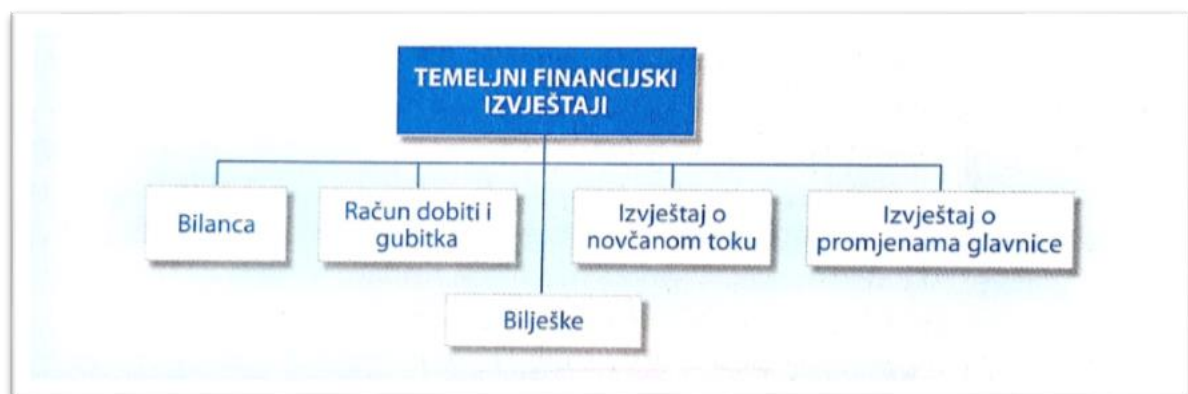 TEMELJNI FINANCIJSKI
IZVJEŠTAJI
Bilanca
Račun dobiti i
gubitka
Izvještaj o
novčanom toku
Izvještaj o
promjenama glavnice
Bilješke